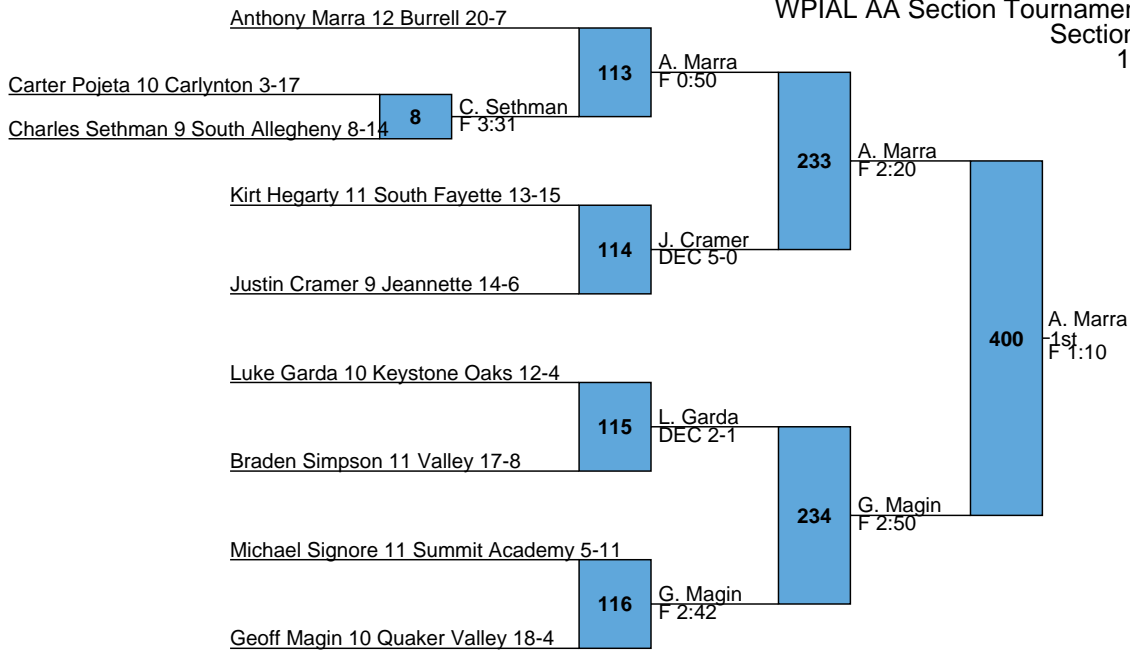 WPIAL AA Section Tournamen
Section
1
Anthony Marra 12 Burrell 20-7
113
A. Marra
F 0:50
Carter Pojeta 10 Carlynton 3-17
8
C. Sethman
F 3:31
Charles Sethman 9 South Allegheny 8-14
233
A. Marra
F 2:20
Kirt Hegarty 11 South Fayette 13-15
114
J. Cramer
DEC 5-0
Justin Cramer 9 Jeannette 14-6
400
A. Marra
1st
F 1:10
Luke Garda 10 Keystone Oaks 12-4
115
L. Garda
DEC 2-1
Braden Simpson 11 Valley 17-8
234
G. Magin
F 2:50
Michael Signore 11 Summit Academy 5-11
116
G. Magin
F 2:42
Geoff Magin 10 Quaker Valley 18-4